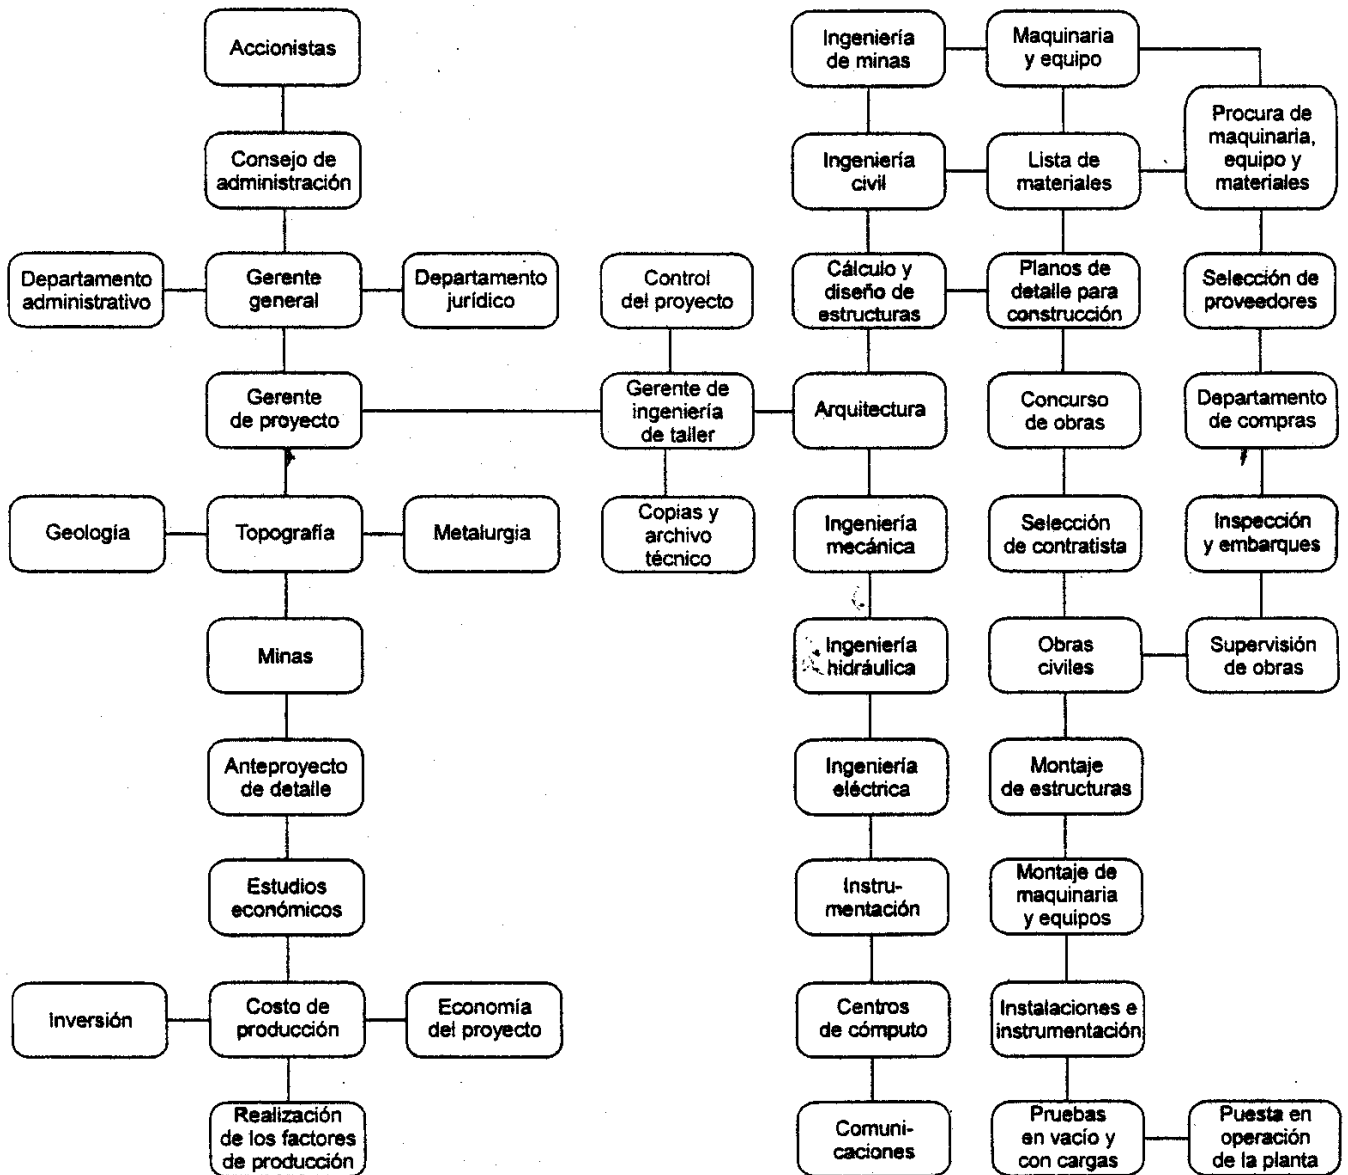 Accionistas
Consejo de
administración
Departamento
administrativo
Gerente
general
Departamento
jurídico
Gerente
de proyecto
Geología
Topografía
Metalurgia
Minas
Anteproyecto
de detalle
Estudios
económicos
Inversión
Costo de
producción
Economía
del proyecto
Realización
de los factores
de producción
Control
del proyecto
Gerente de
ingeniería
de taller
Copias y
archivo
técnico
Ingeniería
de minas
Ingeniería
civil
Cálculo y
diseño de
estructuras
Arquitectura
Ingeniería
mecánica
Ingeniería
hidráulica
Ingeniería
eléctrica
Instru-
mentación
Centros
de cómputo
Comuni-
caciones
Maquinaria
y equipo
Lista de
materiales
Planos de
detalle para
construcción
Concurso
de obras
Selección
de contratista
Obras
civiles
Montaje
de estructuras
Montaje de
maquinaria
y equipos
Instalaciones e
instrumentación
Pruebas
en vacío y
con cargas
Procura de
maquinaria,
equipo y
materiales
Selección de
proveedores
Departamento
de compras
Inspección
y embarques
Supervisión
de obras
Puesta en
operación
de la planta